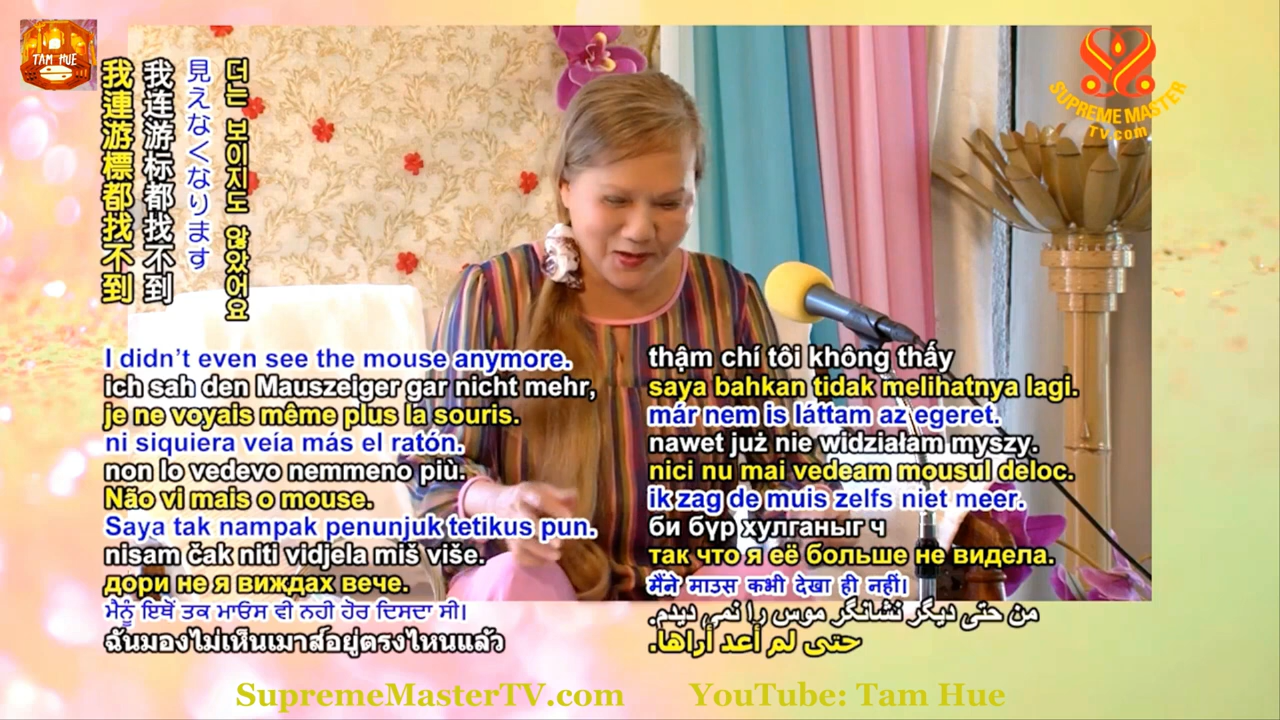 TAM HUE
SUPREME MASTER
TV.com
我連游標都找不到
我连游标都找不到
見えなくなります
더는 보이지도 않았어요
I didn't even see the mouse anymore.
ich sah den Mauszeiger gar nicht mehr,
je ne voyais même plus la souris.
ni siquiera veía más el ratón.
non lo vedevo nemmeno più.
Não vi mais o mouse.
Saya tak nampak penunjuk tetikus pun.
nisam čak niti vidjela miš više.
дори не я виждах вече.
ਮੈਨੂੰ ਇਥੋਂ ਤਕ ਮਾਓਸ ਵੀ ਨਹੀ ਹੋਰ ਦਿਸਦਾ ਸੀ।
ฉันมองไม่เห็นเมาส์อยู่ตรงไหนแล้ว
thậm chí tôi không thấy
saya bahkan tidak melihatnya lagi.
már nem is láttam az egeret.
nawet już nie widziałam myszy.
nici nu mai vedeam mousul deloc.
ik zag de muis zelfs niet meer.
би бүр хулганыг ч
так что я её больше не видела.
मैंने माउस कभी देखा ही नहीं।
من حتی دیگر نشانگر موس را نمی دیدم.
حتى لم أعد أراها.
SupremeMasterTV.com
YouTube: Tam Hue